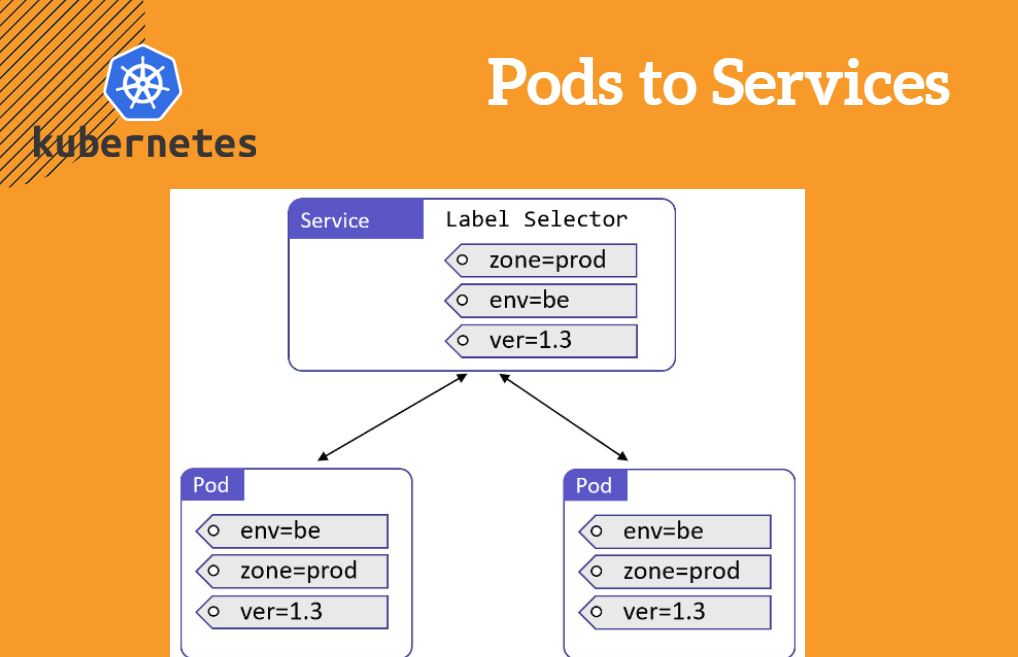 Pods to Services
kubernetes
Service
Label Selector
zone=prod
env=be
ver=1.3
Pod
env=be
zone=prod
ver=1.3
Pod
env=be
zone=prod
ver=1.3